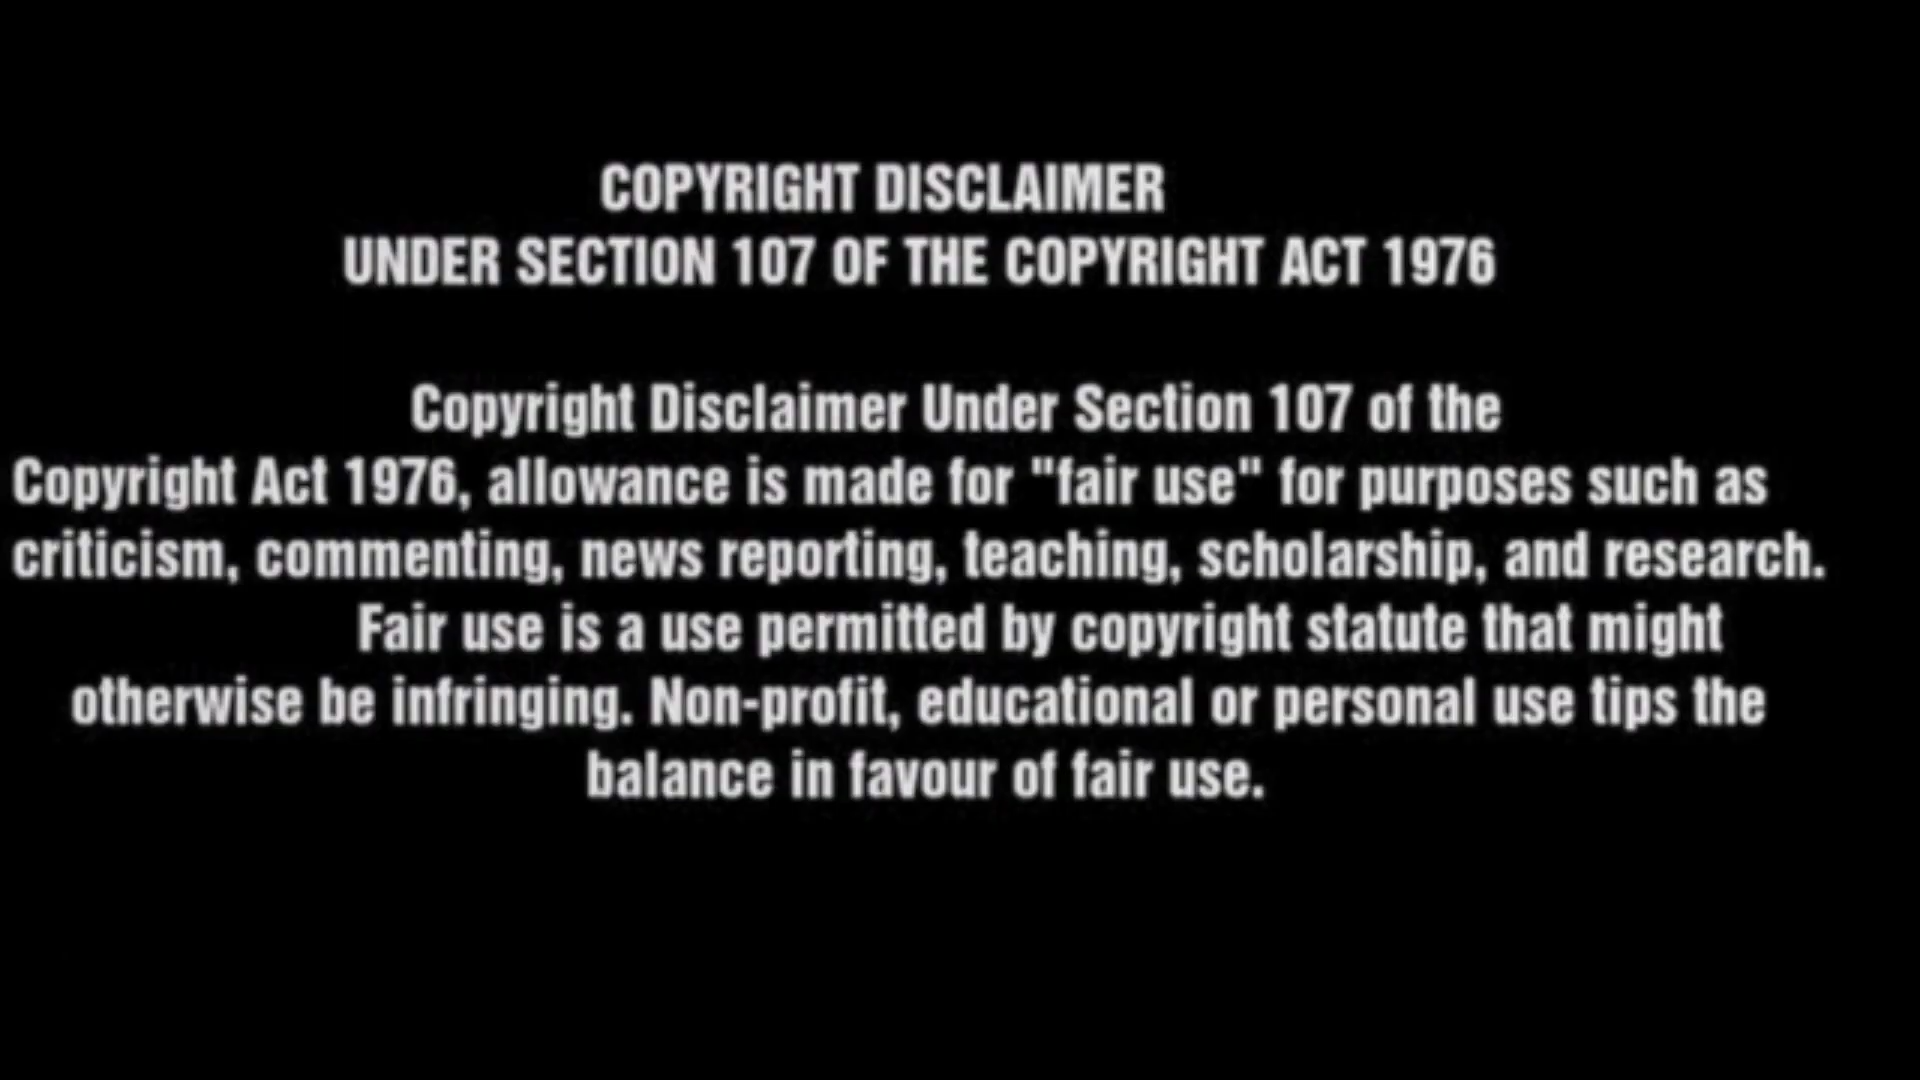 COPYRIGHT DISCLAIMER
UNDER SECTION 107 OF THE COPYRIGHT ACT 1976
Copyright Disclaimer Under Section 107 of the
Copyright Act 1976, allowance is made for "fair use" for purposes such as
criticism, commenting, news reporting, teaching, scholarship, and research.
Fair use is a use permitted by copyright statute that might
otherwise be infringing. Non-profit, educational or personal use tips the
balance in favour of fair use.